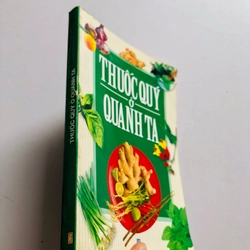 THUỐC QUÝ
Ở
QUANH TA
THUỐC QUÝ Ở QUANH TA